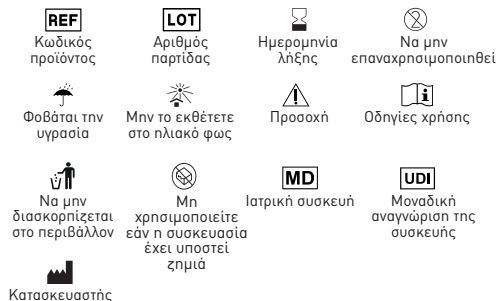 REF
Κωδικός
προϊόντος
LOT
Αριθμός
παρτίδας
Ημερομηνία
λήξης
2
Να μην
επαναχρησιμοποιηθεί
Φοβάται την
υγρασία
Μην το εκθέτετε
στο ηλιακό φως
Προσοχή
Οδηγίες χρήσης
Να μην
διασκορπίζεται
στο περιβάλλον
Μη
χρησιμοποιείτε
εάν η συσκευασία
έχει υποστεί
ζημιά
MD
Ιατρική συσκευή
UDI
Μοναδική
αναγνώριση της
συσκευής
Κατασκευαστής